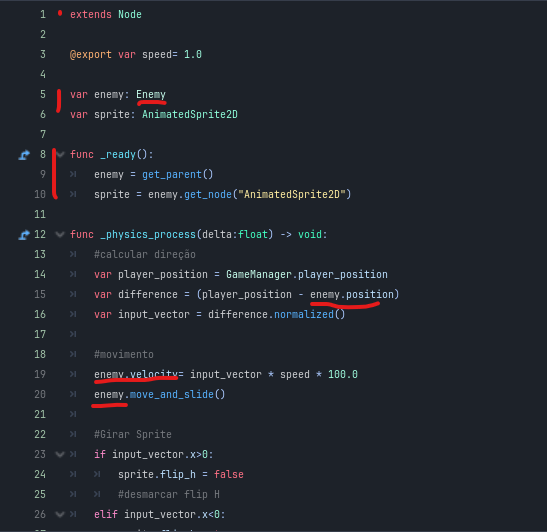 1 extends Node
2
3 @export var speed= 1.0
4
5 var enemy: Enemy
6 var sprite: AnimatedSprite2D
7
8 func _ready():
9 enemy = get_parent()
10 sprite = enemy.get_node("AnimatedSprite2D")
11
12 func _physics_process(delta:float) -> void:
13 #calcular direção
14 var player_position = GameManager.player_position
15 var difference = (player_position - enemy.position)
16 var input_vector = difference.normalized()
17
18 #movimento
19 enemy.velocity= input_vector * speed * 100.0
20 enemy.move_and_slide()
21
22 #Girar Sprite
23 if input_vector.x>0:
24 sprite.flip_h = false
25 #desmarcar flip H
26 elif input_vector.x<0: